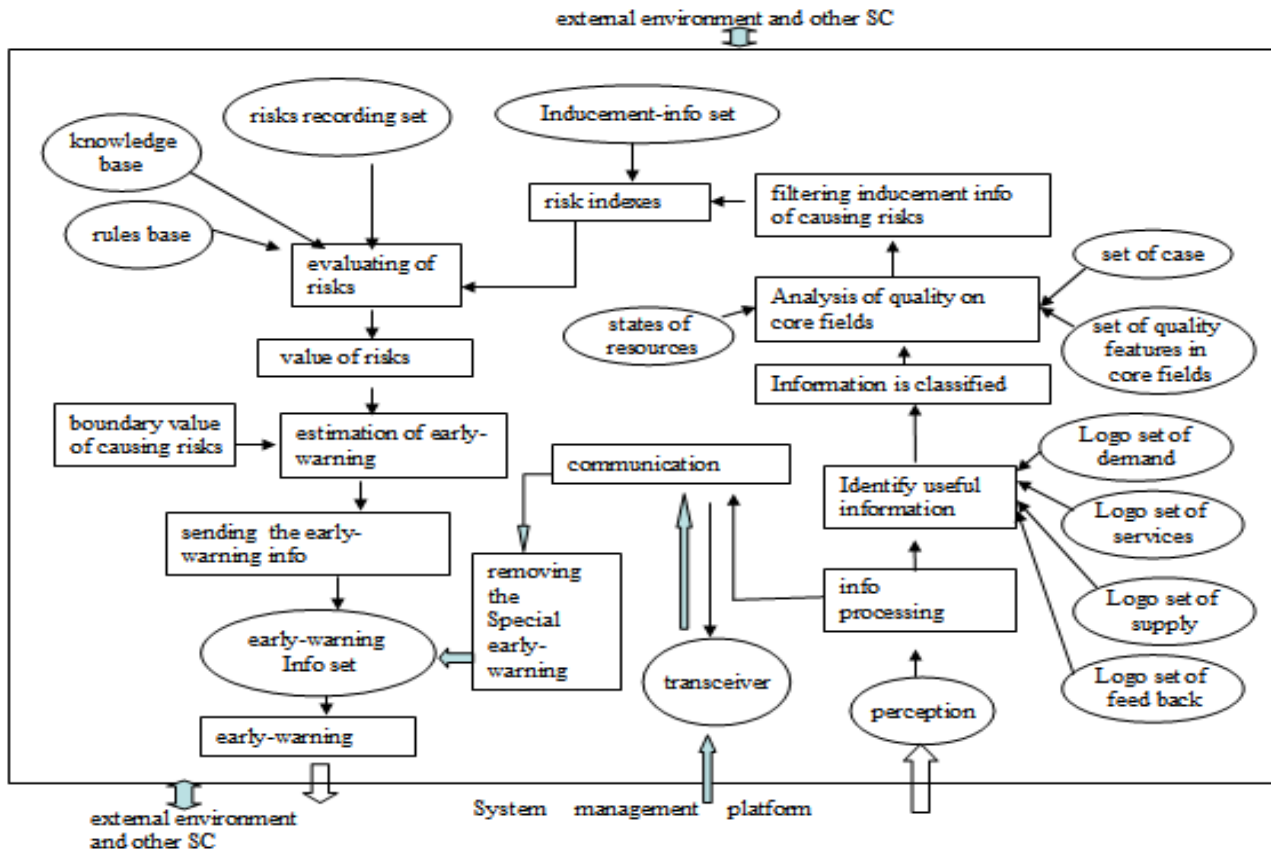 external environment and other SC
risks recording set
Inducement-info set
knowledge
base
rules base
risk indexes
filtering inducement info
of causing risks
evaluating of
risks
set of case
Analysis of quality on
core fields
states of
resources
set of quality
features in
core fields
value of risks
Information is classified
boundary value
of causing risks
estimation of early-
warning
communication
Logo set of
demand
Identify useful
information
Logo set of
services
sending the early-
warning info
removing
the
Special
early-
warning
info
processing
Logo set of
supply
early-warning
Info set
transceiver
perception
Logo set of
feed back
early-warning
System management platform
external environment
and other SC